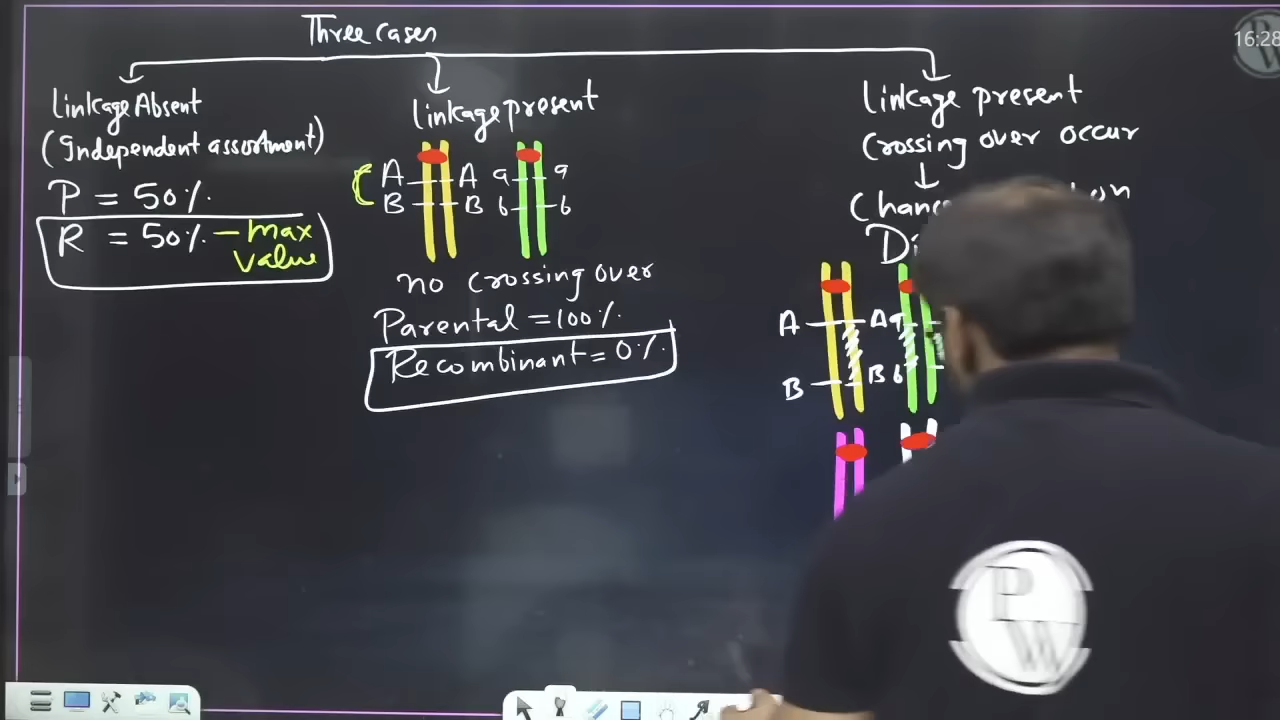 Three cases
16:28
Linkage Absent
(Independent assortment)
P = 50%.
R = 50%. - max
value
linkage present
A A a a
B B b b
no crossing over
Parental = 100%.
Recombinant = 0%.
linkage present
Crossing over occur
A A a
B B b
P
W